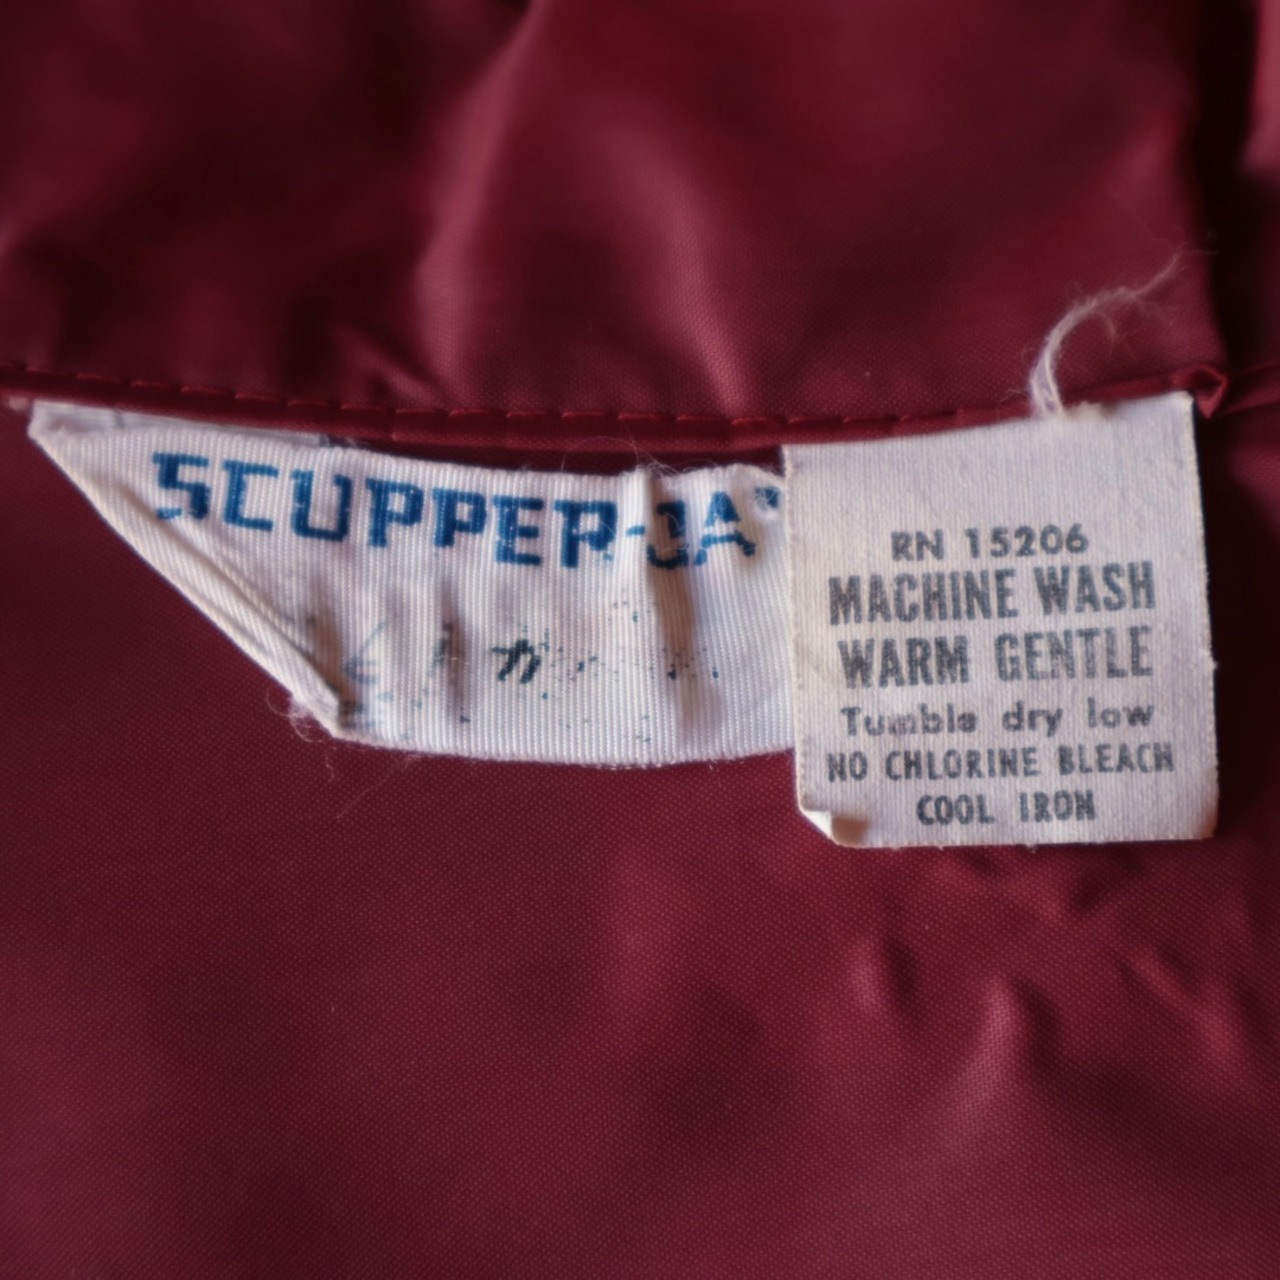 SCUPPER-JA
RN 15206
MACHINE WASH
WARM GENTLE
Tumble dry low
NO CHLORINE BLEACH
COOL IRON